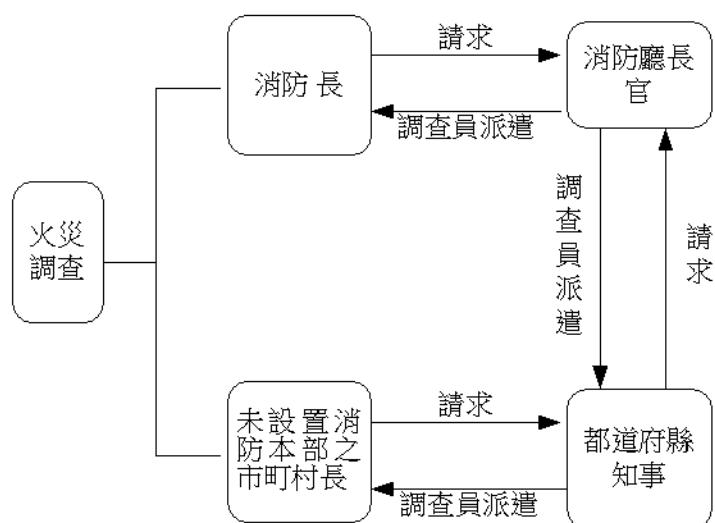 請求
消防 長
消防廳長
官
調查員派遣
調查員派遣
請求
火災
調查
未設置消
防本部之
市町村長
請求
都道府縣
知事
調查員派遣